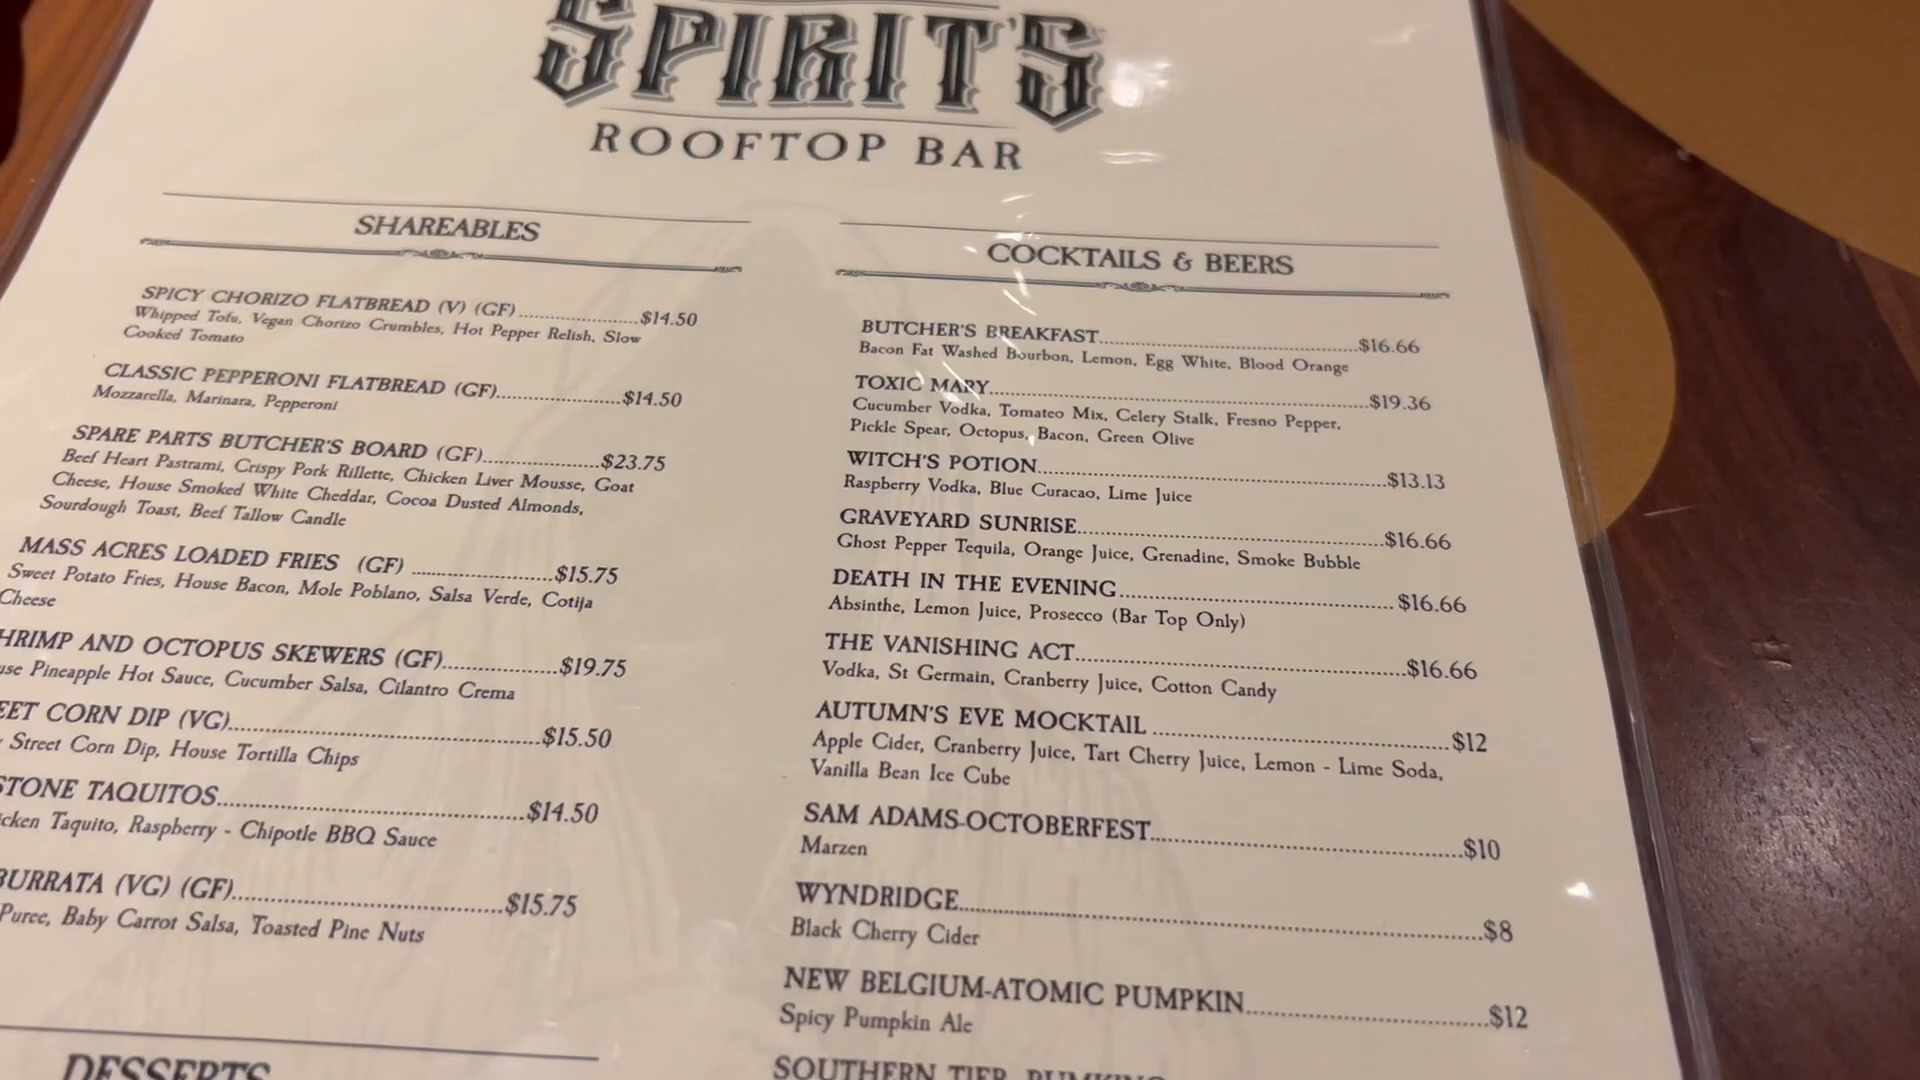 SPIRIT'S
ROOFTOP BAR
SHAREABLES
SPICY CHORIZO FLATBREAD (V) (GF)....................$14.50
Whipped Tofu, Vegan Chorizo Crumbles, Hot Pepper Relish, Slow
Cooked Tomato
CLASSIC PEPPERONI FLATBREAD (GF)....................$14.50
Mozzarella, Marinara, Pepperoni
SPARE PARTS BUTCHER'S BOARD (GF)....................$23.75
Beef Heart Pastrami, Crispy Pork Rillette, Chicken Liver Mousse, Goat
Cheese, House Smoked White Cheddar, Cocoa Dusted Almonds,
Sourdough Toast, Beef Tallow Candle
MASS ACRES LOADED FRIES (GF) ....................$15.75
Sweet Potato Fries, House Bacon, Mole Poblano, Salsa Verde, Cotija
Cheese
AND OCTOPUS SKEWERS (GF)....................$19.75
Pineapple Hot Sauce, Cucumber Salsa, Cilantro Crema
CORN DIP (VG)....................$15.50
Street Corn Dip, House Tortilla Chips
TAQUITOS....................$14.50
Taquito, Raspberry - Chipotle BBQ Sauce
BURRATA (VG) (GF)....................$15.75
Puree, Baby Carrot Salsa, Toasted Pine Nuts
DESSERTS
COCKTAILS & BEERS
BUTCHER'S BREAKFAST....................$16.66
Bacon Fat Washed Bourbon, Lemon, Egg White, Blood Orange
TOXIC MARY....................$19.36
Cucumber Vodka, Tomateo Mix, Celery Stalk, Fresno Pepper,
Pickle Spear, Octopus, Bacon, Green Olive
WITCH'S POTION....................$13.13
Raspberry Vodka, Blue Curacao, Lime Juice
GRAVEYARD SUNRISE....................$16.66
Ghost Pepper Tequila, Orange Juice, Grenadine, Smoke Bubble
DEATH IN THE EVENING....................$16.66
Absinthe, Lemon Juice, Prosecco (Bar Top Only)
THE VANISHING ACT....................$16.66
Vodka, St Germain, Cranberry Juice, Cotton Candy
AUTUMN'S EVE MOCKTAIL ....................$12
Apple Cider, Cranberry Juice, Tart Cherry Juice, Lemon - Lime Soda,
Vanilla Bean Ice Cube
SAM ADAMS-OCTOBERFEST....................$10
Marzen
WYNDRIDGE....................$8
Black Cherry Cider
NEW BELGIUM-ATOMIC PUMPKIN....................$12
Spicy Pumpkin Ale
SOUTHERN TIER